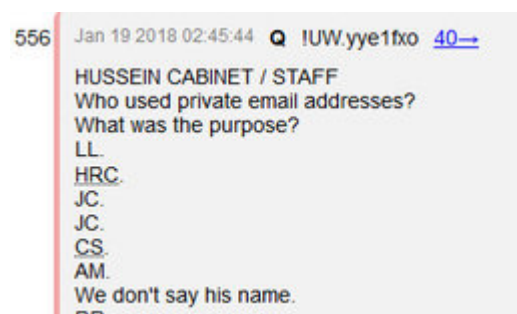 556 Jan 19 2018 02:45:44 Q !UW.yye1fxo 40→
HUSSEIN CABINET / STAFF
Who used private email addresses?
What was the purpose?
LL.
HRC.
JC.
JC.
CS.
AM.
We don't say his name.